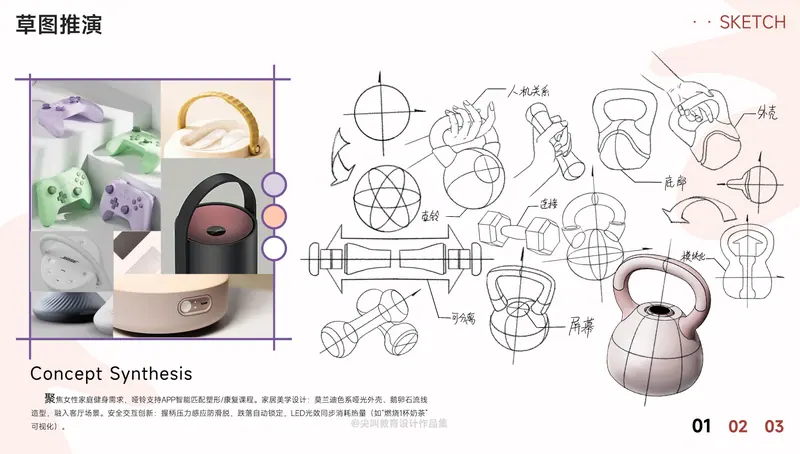 草图推演
· · SKETCH
人机关系
外壳
底部
壶铃
连接
模块化
可分离
屏幕
Concept Synthesis
聚焦女性家庭健身需求，哑铃支持APP智能匹配塑形/康复课程。家居美学设计：莫兰迪色系哑光外壳、鹅卵石流线
造型，融入客厅场景。安全交互创新：握柄压力感应防滑脱，跌落自动锁定，LED光效同步消耗热量（如"燃烧1杯奶茶"
可视化）。
@尖叫教育设计作品集
01 02 03